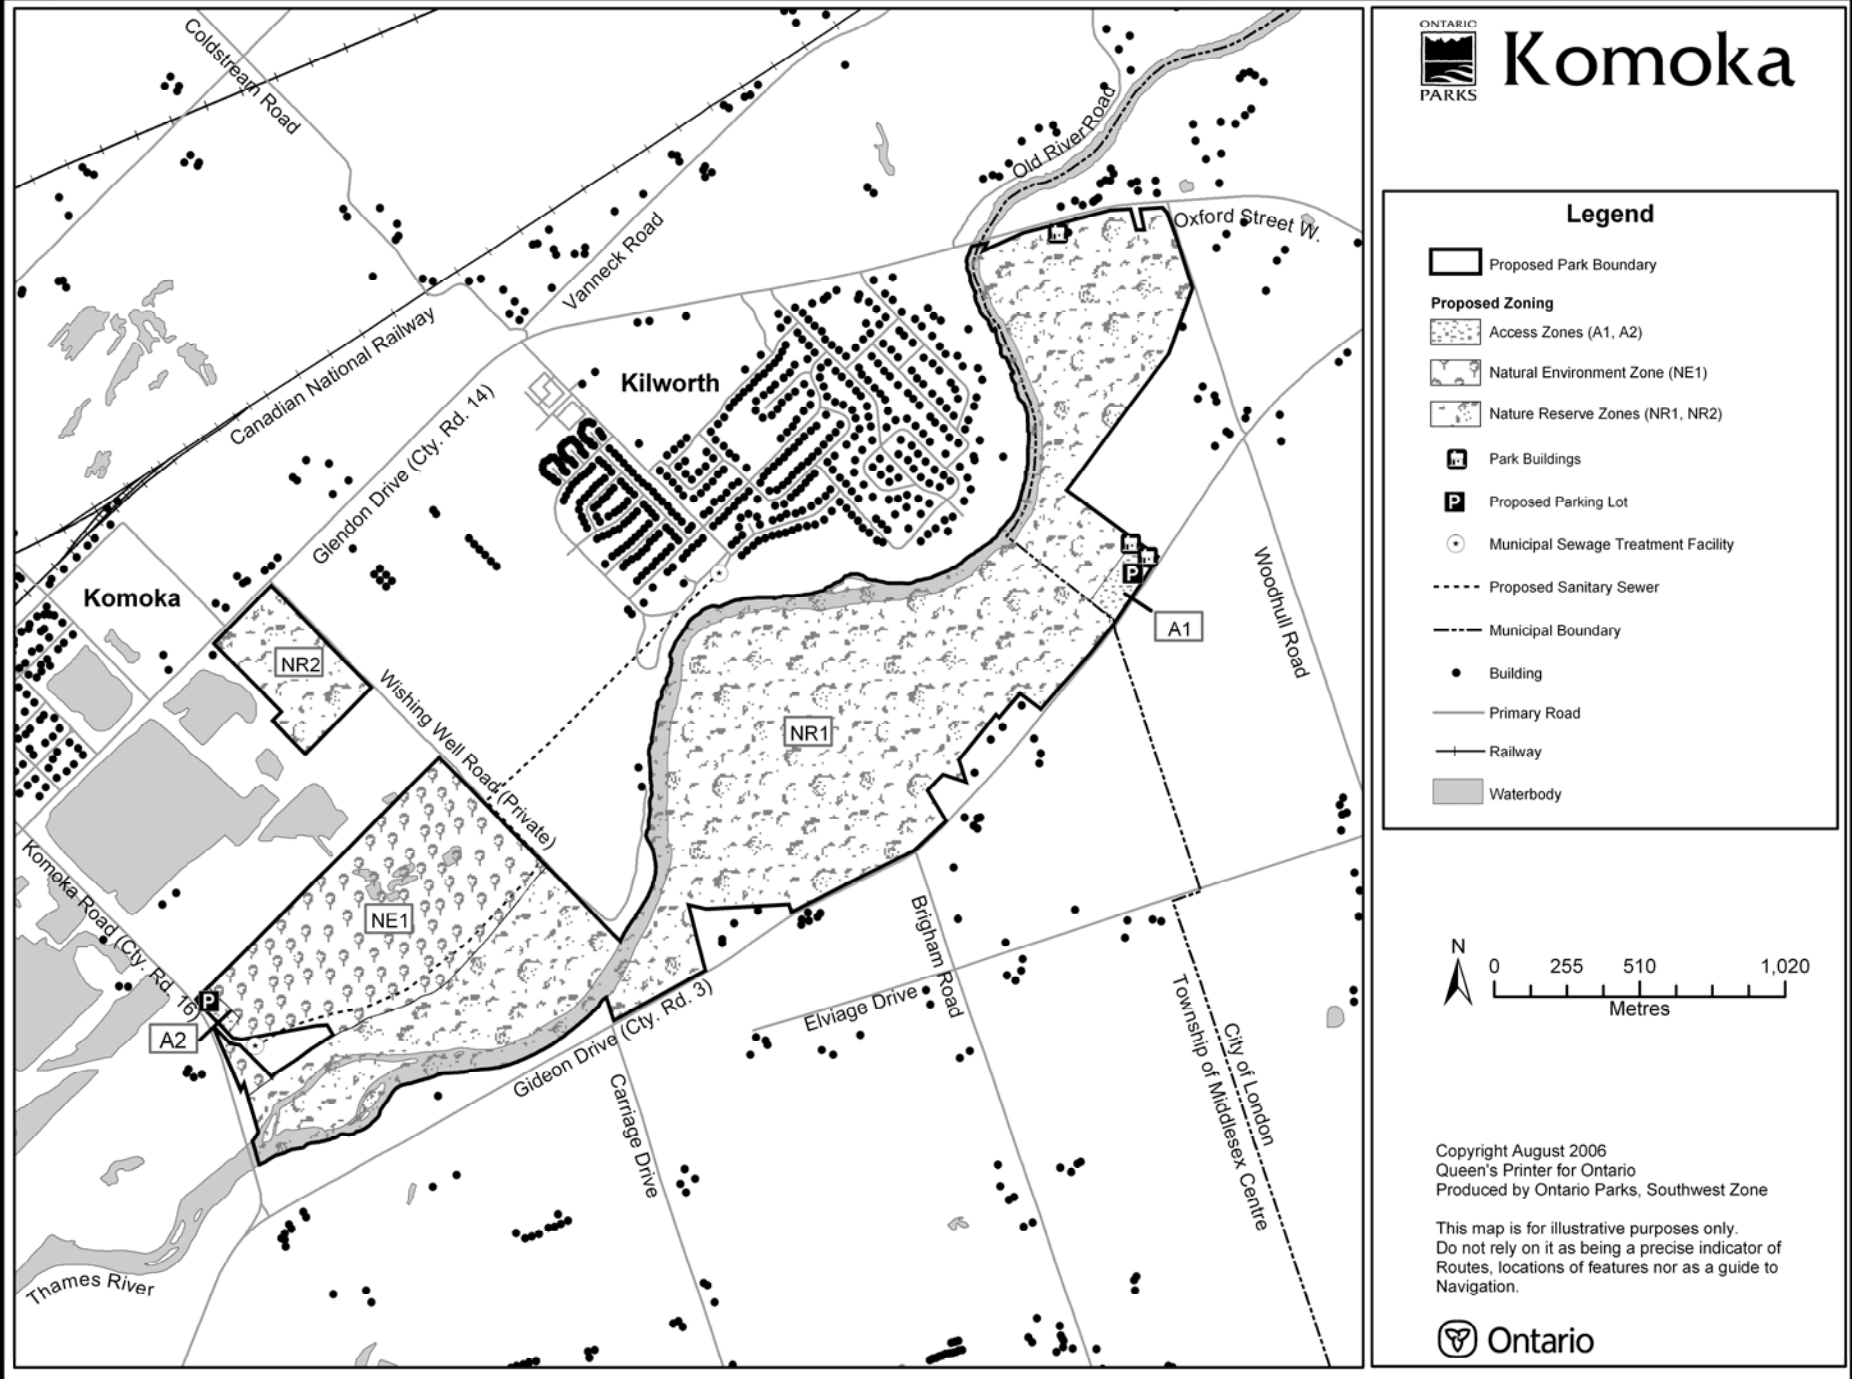 Coldstream Road
Old River Road
Oxford Street W.
Vanneck Road
Canadian National Railway
Kilworth
Glendon Drive (Cty. Rd. 14)
Komoka
NR2
A1
Woodhull Road
Wishing Well Road (Private)
NR1
Komoka Road (Cty. Rd. 16)
NE1
P
P
A2
Brigham Road
Elviage Drive
Gideon Drive (Cty. Rd. 3)
Carriage Drive
City of London
Township of Middlesex Centre
Thames River
ONTARIO
PARKS
Komoka
Legend
Proposed Park Boundary
Proposed Zoning
Access Zones (A1, A2)
Natural Environment Zone (NE1)
Nature Reserve Zones (NR1, NR2)
Park Buildings
P Proposed Parking Lot
Municipal Sewage Treatment Facility
Proposed Sanitary Sewer
Municipal Boundary
Building
Primary Road
Railway
Waterbody
N
0 255 510 1,020
Metres
Copyright August 2006
Queen's Printer for Ontario
Produced by Ontario Parks, Southwest Zone
This map is for illustrative purposes only.
Do not rely on it as being a precise indicator of
Routes, locations of features nor as a guide to
Navigation.
Ontario